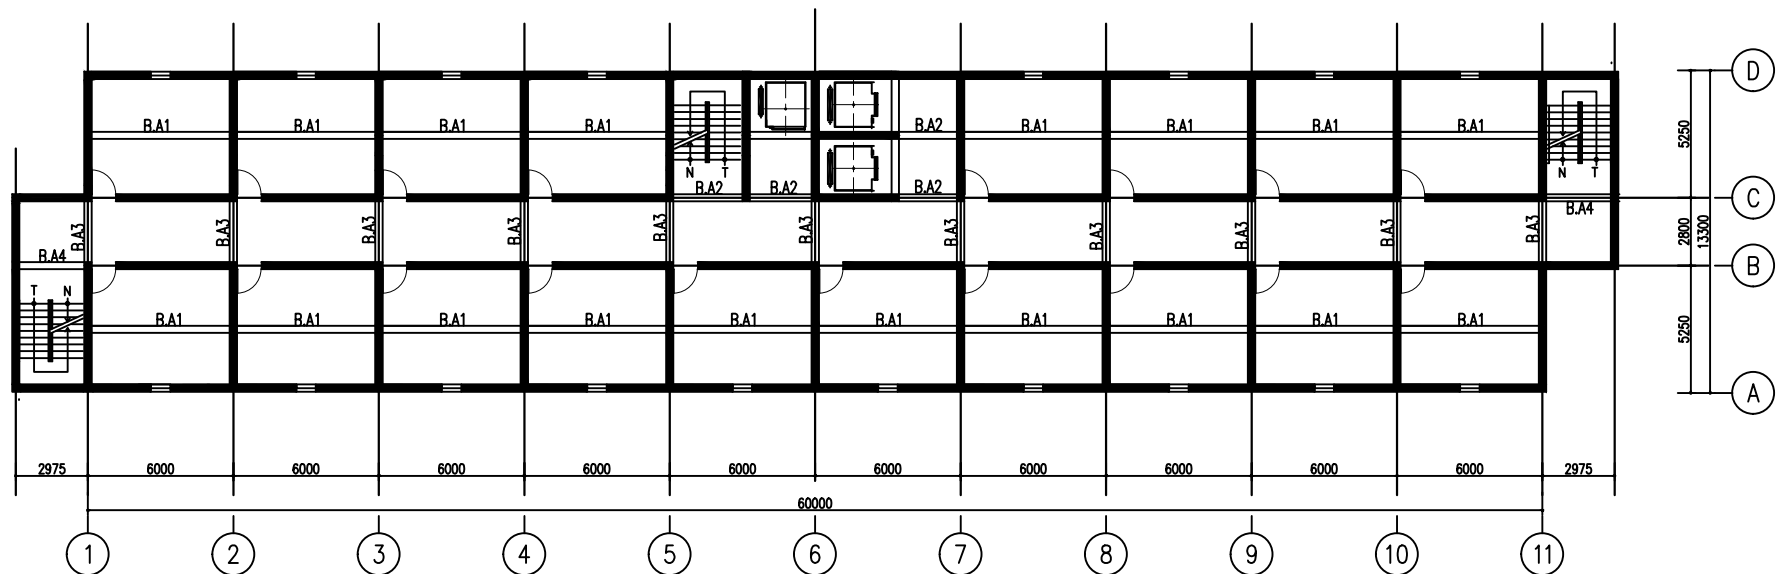 D
B.A1 B.A1 B.A1 B.A1 B.A2 B.A1 B.A1 B.A1 B.A1
5250
N T N T
B.A2 B.A2 B.A2
C
B.A4
B.A3 B.A3 B.A3 B.A3 B.A3 B.A3 B.A3 B.A3 B.A3 B.A3 B.A3
2800 13300
B.A4
B
T N
B.A1 B.A1 B.A1 B.A1 B.A1 B.A1 B.A1 B.A1 B.A1 B.A1
5250
A
2975 6000 6000 6000 6000 6000 6000 6000 6000 6000 6000 2975
60000
1 2 3 4 5 6 7 8 9 10 11